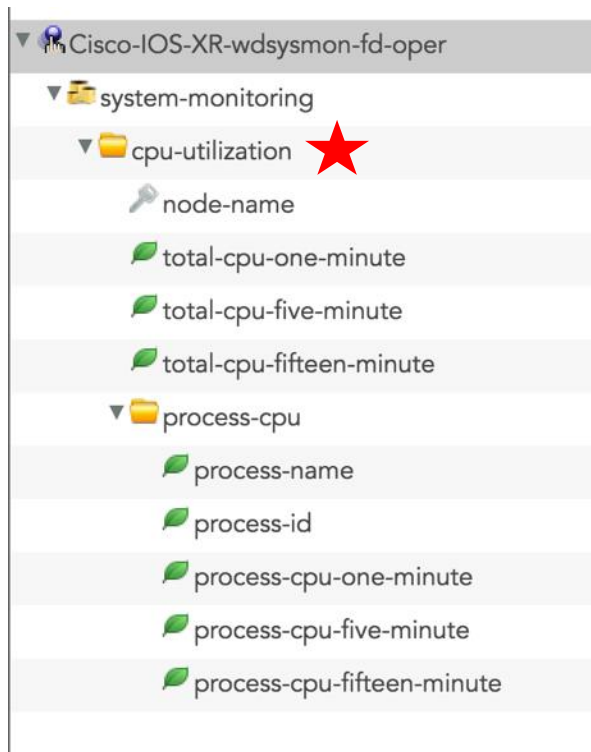 Cisco-IOS-XR-wdsysmon-fd-oper
system-monitoring
cpu-utilization
node-name
total-cpu-one-minute
total-cpu-five-minute
total-cpu-fifteen-minute
process-cpu
process-name
process-id
process-cpu-one-minute
process-cpu-five-minute
process-cpu-fifteen-minute